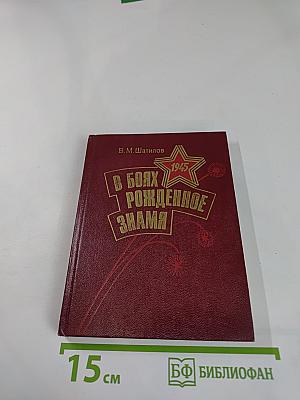 В. М. Шатилов
1945
В БОЯХ
РОЖДЕННОЕ
ЗНАМЯ
15 см
БФ БИБЛИОФАН